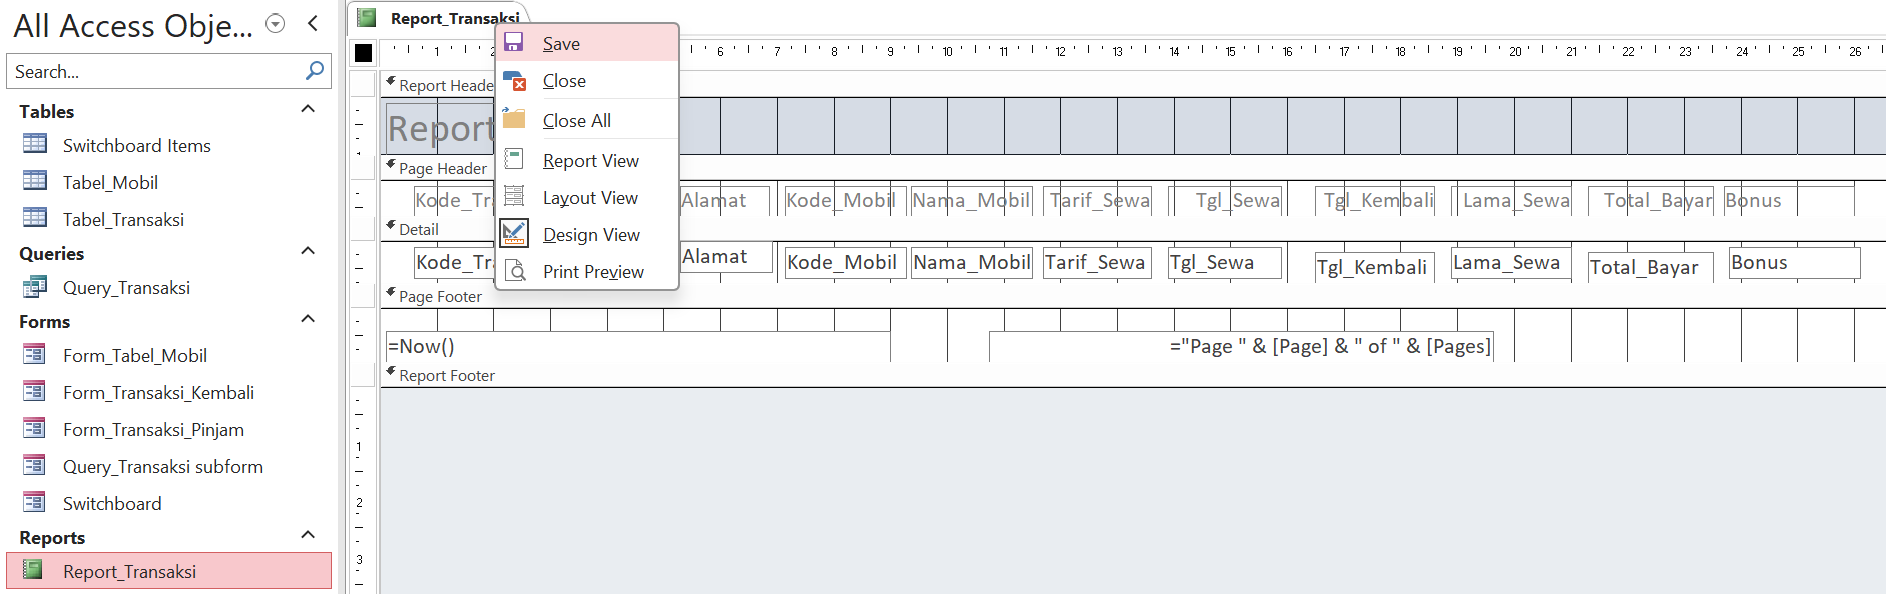 All Access Obje...
Search...
Tables
Switchboard Items
Tabel_Mobil
Tabel_Transaksi
Queries
Query_Transaksi
Forms
Form_Tabel_Mobil
Form_Transaksi_Kembali
Form_Transaksi_Pinjam
Query_Transaksi subform
Switchboard
Reports
Report_Transaksi
Report_Transaksi
1 2 6 7 8 9 10 11 12 13 14 15 16 17 18 19 20 21 22 23 24 25 26
Save
Close
Close All
Report View
Layout View
Design View
Print Preview
Report Heade
Report
Page Header
Kode_Tra Alamat Kode_Mobil Nama_Mobil Tarif_Sewa Tgl_Sewa Tgl_Kembali Lama_Sewa Total_Bayar Bonus
Detail
Kode_Tra Alamat Kode_Mobil Nama_Mobil Tarif_Sewa Tgl_Sewa Tgl_Kembali Lama_Sewa Total_Bayar Bonus
Page Footer
=Now() ="Page " & [Page] & " of " & [Pages]
Report Footer
1
2
3